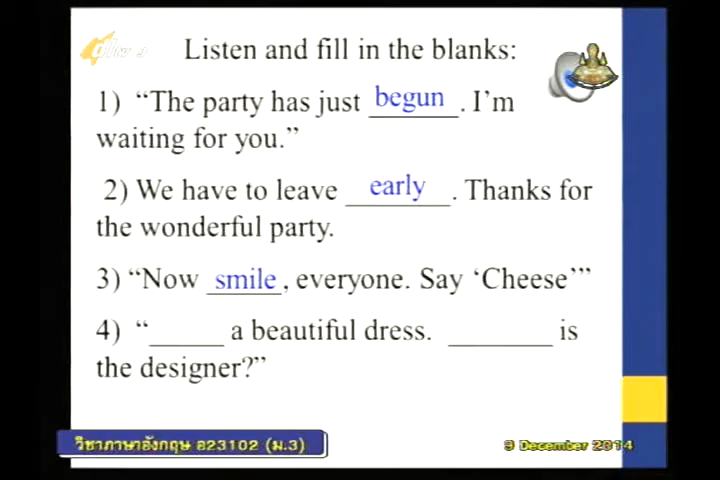 Listen and fill in the blanks:
1) “The party has just begun. I’m
waiting for you.”
2) We have to leave early. Thanks for
the wonderful party.
3) “Now smile, everyone. Say ‘Cheese’”
4) “_____ a beautiful dress. _______ is
the designer?”
วิชาภาษาอังกฤษ อ23102 (ม.3)
9 December 2014